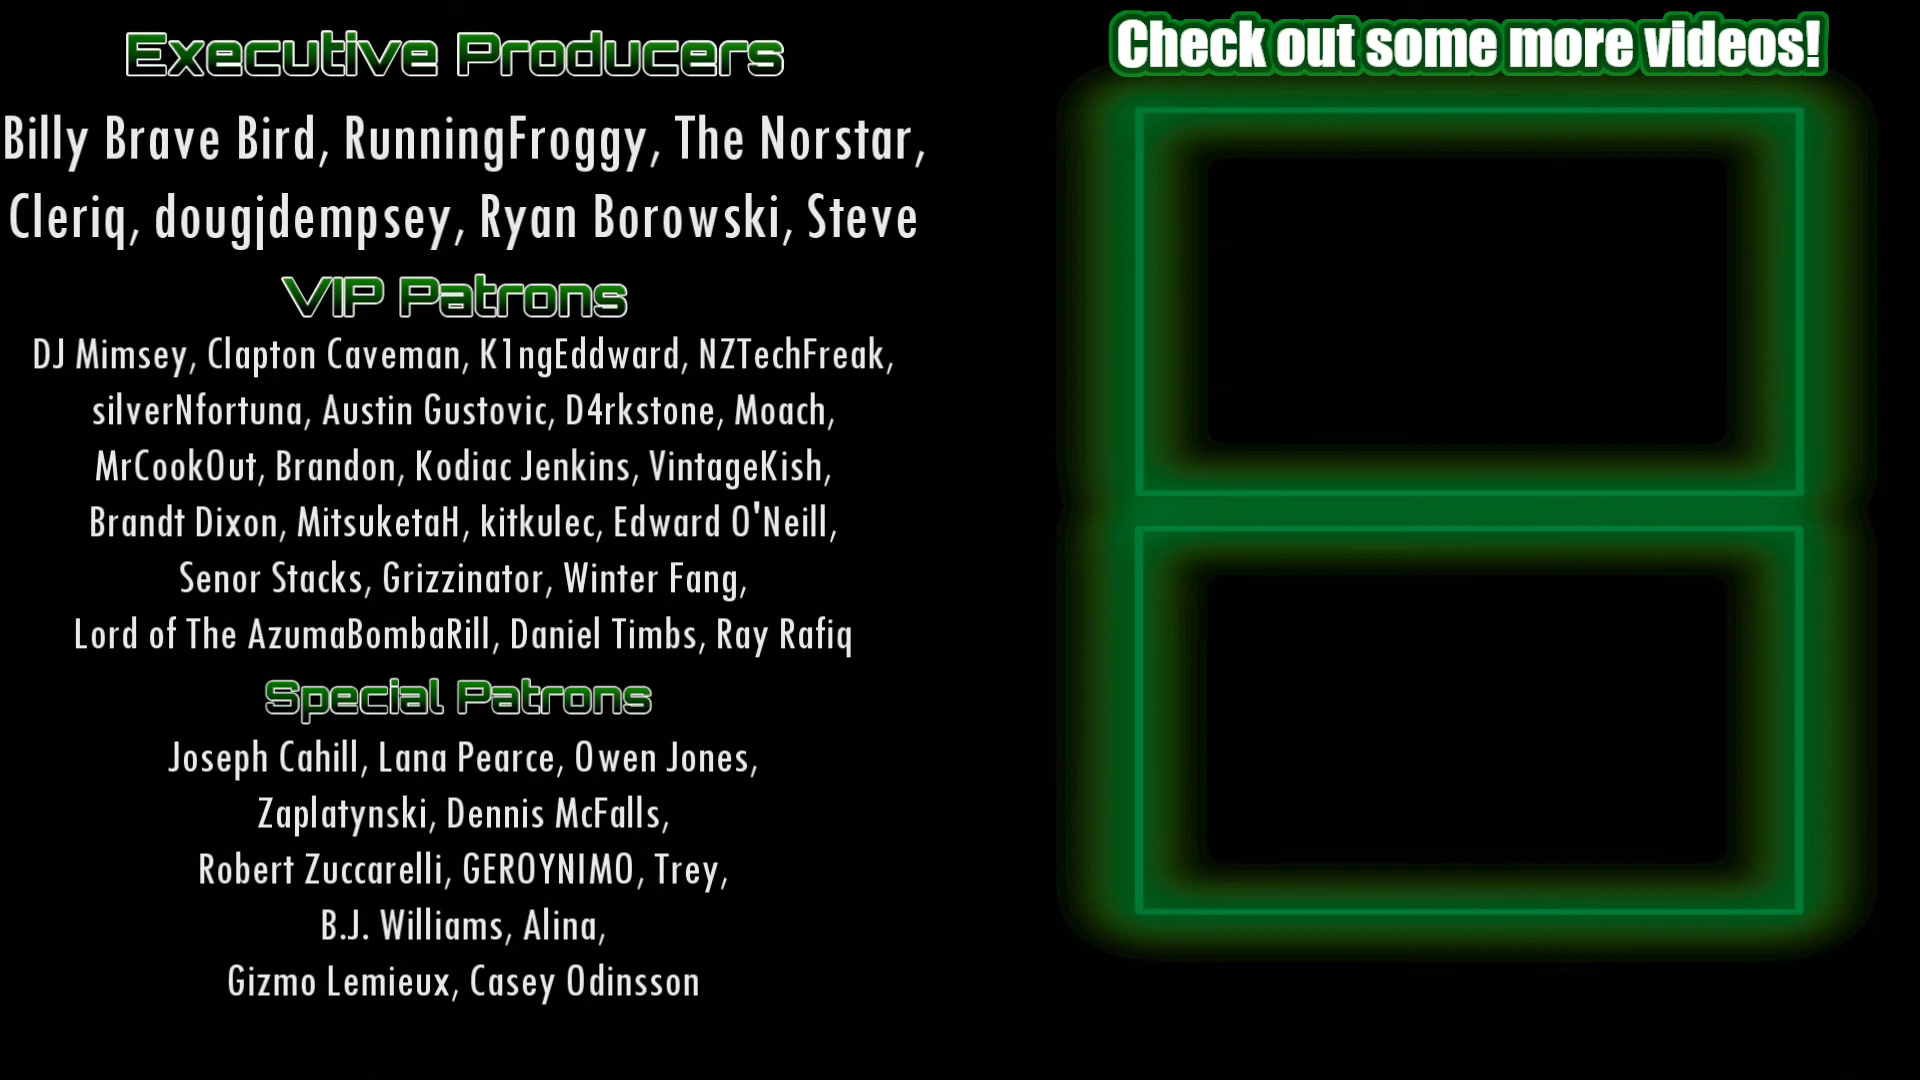 Executive Producers
Billy Brave Bird, RunningFroggy, The Norstar,
Cleriq, dougjdempsey, Ryan Borowski, Steve
VIP Patrons
DJ Mimsey, Clapton Caveman, K1ngEddward, NZTechFreak,
silverNfortuna, Austin Gustovic, D4rkstone, Moach,
MrCookOut, Brandon, Kodiac Jenkins, VintageKish,
Brandt Dixon, MitsuketaH, kitkulec, Edward O'Neill,
Senor Stacks, Grizzinator, Winter Fang,
Lord of The AzumaBombaRill, Daniel Timbs, Ray Rafiq
Special Patrons
Joseph Cahill, Lana Pearce, Owen Jones,
Zaplatynski, Dennis McFalls,
Robert Zuccarelli, GEROYNIMO, Trey,
B.J. Williams, Alina,
Gizmo Lemieux, Casey Odinsson
Check out some more videos!